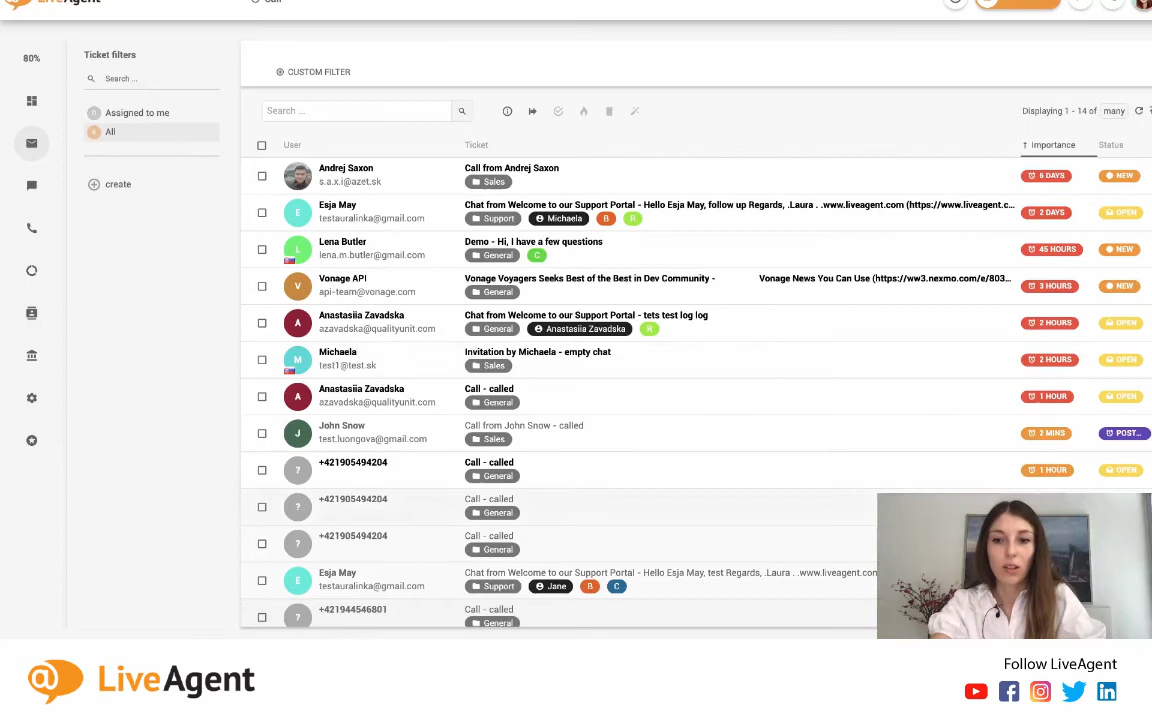 LiveAgent
Call
80%
Ticket filters
Search ...
0 Assigned to me
All
create
CUSTOM FILTER
Search ...
Displaying 1 - 14 of many
User Ticket ↑ Importance Status
Andrej Saxon Call from Andrej Saxon
s.a.x.i@azet.sk Sales 6 DAYS NEW
Esja May Chat from Welcome to our Support Portal - Hello Esja May, follow up Regards, .Laura . .www.liveagent.com (https://www.liveagent.c...
E testauralinka@gmail.com Support Michaela B R 2 DAYS OPEN
Lena Butler Demo - Hi, I have a few questions
L lena.m.butler@gmail.com General C 45 HOURS NEW
Vonage API Vonage Voyagers Seeks Best of the Best in Dev Community - Vonage News You Can Use (https://ww3.nexmo.com/e/803...
V api-team@vonage.com General 3 HOURS NEW
Anastasiia Zavadska Chat from Welcome to our Support Portal - tets test log log
A azavadska@qualityunit.com General Anastasiia Zavadska R 2 HOURS OPEN
Michaela Invitation by Michaela - empty chat
M test1@test.sk Sales 2 HOURS OPEN
Anastasiia Zavadska Call - called
A azavadska@qualityunit.com General 1 HOUR OPEN
John Snow Call from John Snow - called
J test.luongova@gmail.com Sales 2 MINS POST...
+421905494204 Call - called
? General 1 HOUR OPEN
+421905494204 Call - called
? General
+421905494204 Call - called
? General
Esja May Chat from Welcome to our Support Portal - Hello Esja May, test Regards, .Laura . .www.liveagent.com
E testauralinka@gmail.com Support Jane B C
+421944546801 Call - called
? General
LiveAgent
Follow LiveAgent